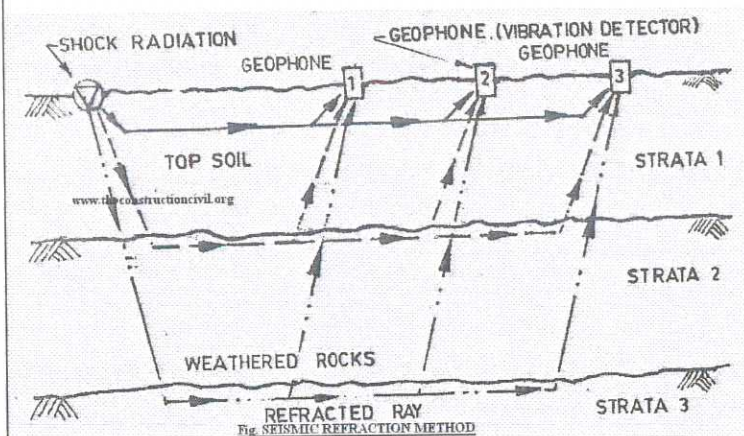 SHOCK RADIATION
GEOPHONE (VIBRATION DETECTOR)
GEOPHONE
GEOPHONE
1
2
3
TOP SOIL
STRATA 1
www.theconstructioncivil.org
STRATA 2
WEATHERED ROCKS
REFRACTED RAY
STRATA 3
Fig. SEISMIC REFRACTION METHOD